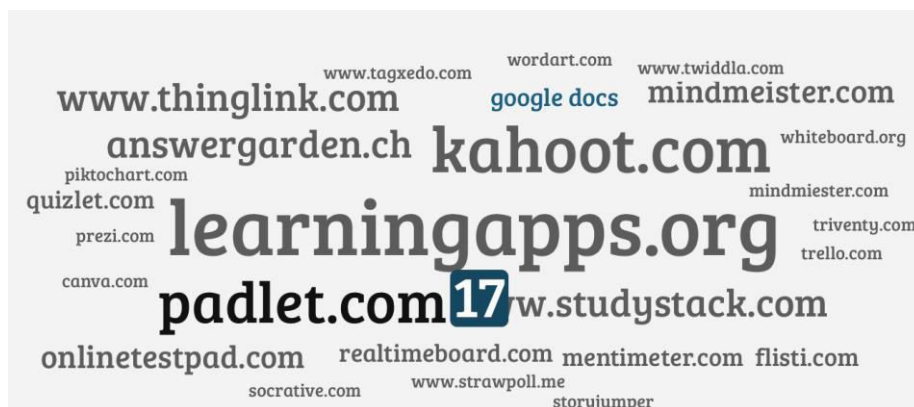 wordart.com
www.tagxedo.com
www.twiddla.com
www.thinglink.com
google docs
mindmeister.com
answergarden.ch
kahoot.com
whiteboard.org
piktochart.com
mindmiester.com
quizlet.com
learningapps.org
triventy.com
prezi.com
trello.com
canva.com
padlet.com 17 w.studystack.com
onlinetestpad.com
realtimeboard.com
mentimeter.com
flisti.com
socrative.com
www.strawpoll.me
storyjumper